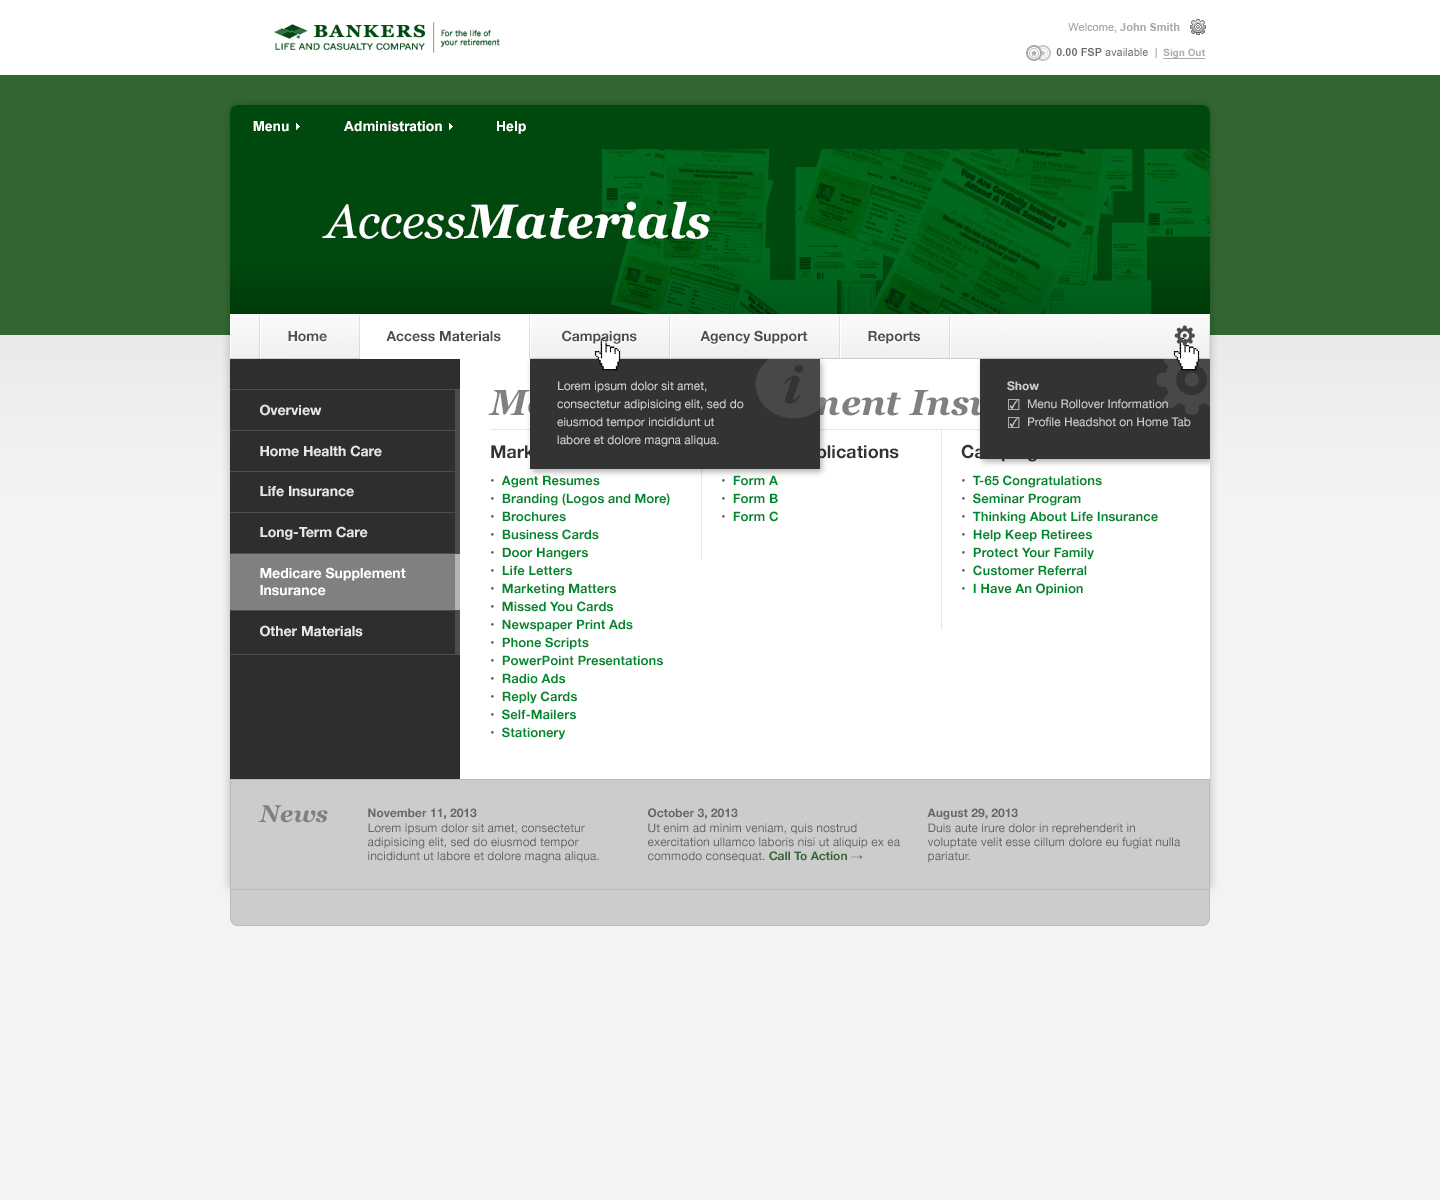 BANKERS
LIFE AND CASUALTY COMPANY
For the life of
your retirement
Welcome, John Smith
0.00 FSP available | Sign Out
Menu
Administration
Help
AccessMaterials
BANKERS
You Are Cordially Invited to
Attend A
Home
Access Materials
Campaigns
Agency Support
Reports
Lorem ipsum dolor sit amet,
consectetur adipisicing elit, sed do
eiusmod tempor incididunt ut
labore et dolore magna aliqua.
Show
Menu Rollover Information
Profile Headshot on Home Tab
Overview
Home Health Care
Life Insurance
Long-Term Care
Medicare Supplement
Insurance
Other Materials
Agent Resumes
Branding (Logos and More)
Brochures
Business Cards
Door Hangers
Life Letters
Marketing Matters
Missed You Cards
Newspaper Print Ads
Phone Scripts
PowerPoint Presentations
Radio Ads
Reply Cards
Self-Mailers
Stationery
Form A
Form B
Form C
T-65 Congratulations
Seminar Program
Thinking About Life Insurance
Help Keep Retirees
Protect Your Family
Customer Referral
I Have An Opinion
News
November 11, 2013
Lorem ipsum dolor sit amet, consectetur
adipisicing elit, sed do eiusmod tempor
incididunt ut labore et dolore magna aliqua.
October 3, 2013
Ut enim ad minim veniam, quis nostrud
exercitation ullamco laboris nisi ut aliquip ex ea
commodo consequat. Call To Action →
August 29, 2013
Duis aute irure dolor in reprehenderit in
voluptate velit esse cillum dolore eu fugiat nulla
pariatur.